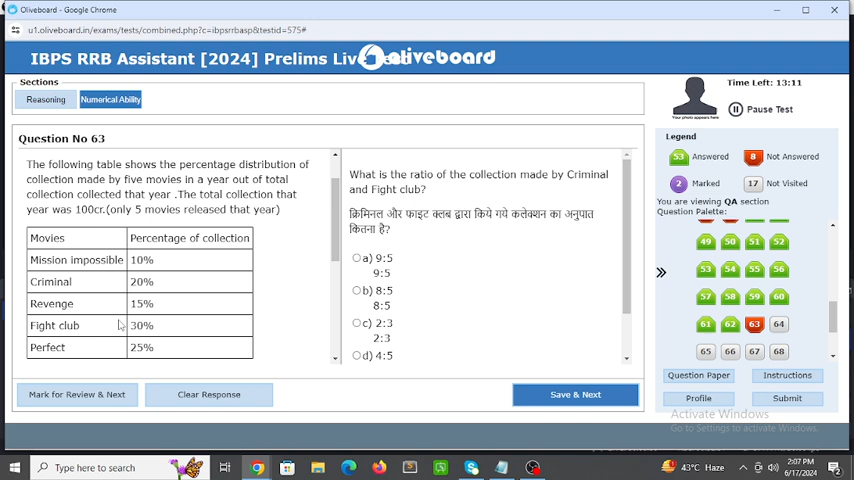 Oliveboard - Google Chrome
u1.oliveboard.in/exams/tests/combined.php?c=ibpsrrbasp&testid=575#
IBPS RRB Assistant [2024] Prelims Live
oliveboard
Sections
Reasoning
Numerical Ability
Time Left: 13:11
Pause Test
Your photo appears here
Question No 63
The following table shows the percentage distribution of
collection made by five movies in a year out of total
collection collected that year .The total collection that
year was 100cr.(only 5 movies released that year)
Movies Percentage of collection
Mission impossible 10%
Criminal 20%
Revenge 15%
Fight club 30%
Perfect 25%
What is the ratio of the collection made by Criminal
and Fight club?
क्रिमिनल और फाइट क्लब द्वारा किये गये कलेक्शन का अनुपात
कितना है?
a) 9:5
9:5
b) 8:5
8:5
c) 2:3
2:3
d) 4:5
Legend
53 Answered 8 Not Answered
2 Marked 17 Not Visited
You are viewing QA section
Question Palette:
49 50 51 52
53 54 55 56
57 58 59 60
61 62 63 64
65 66 67 68
Mark for Review & Next
Clear Response
Save & Next
Question Paper Instructions
Profile Submit
Activate Windows
Go to Settings to activate Windows.
Type here to search
43°C Haze
2:07 PM
6/17/2024
2